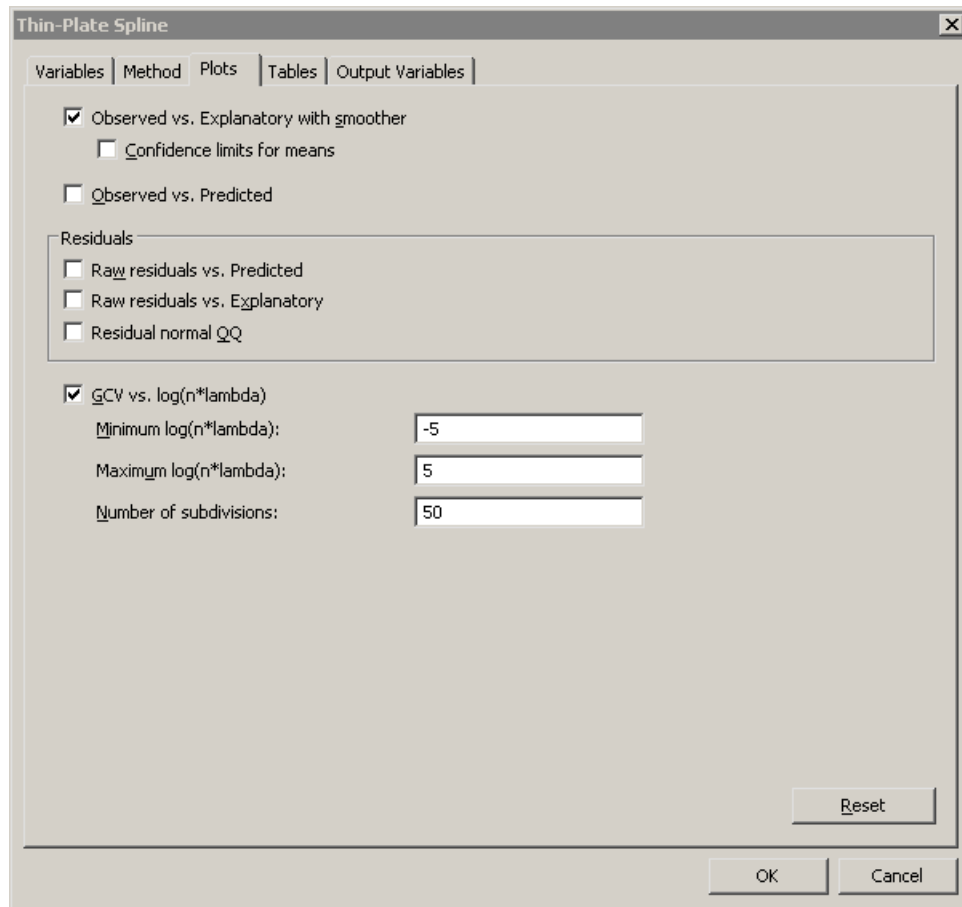 Thin-Plate Spline
Variables Method Plots Tables Output Variables
Observed vs. Explanatory with smoother
Confidence limits for means
Observed vs. Predicted
Residuals
Raw residuals vs. Predicted
Raw residuals vs. Explanatory
Residual normal QQ
GCV vs. log(n*lambda)
Minimum log(n*lambda): -5
Maximum log(n*lambda): 5
Number of subdivisions: 50
Reset
OK Cancel